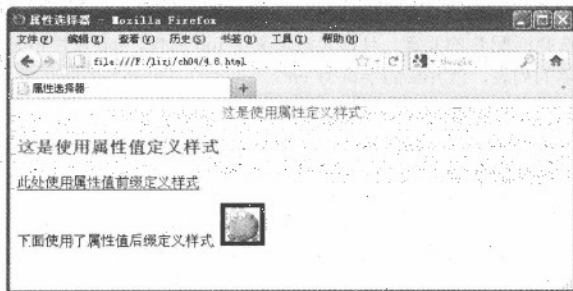 属性选择器 - Mozilla Firefox
文件(F) 编辑(E) 查看(V) 历史(S) 书签(B) 工具(T) 帮助(H)
file:///F:/lizi/ch04/4.8.html
Google
属性选择器
这是使用属性定义样式
这是使用属性值定义样式
此处使用属性值前缀定义样式
下面使用了属性值后缀定义样式